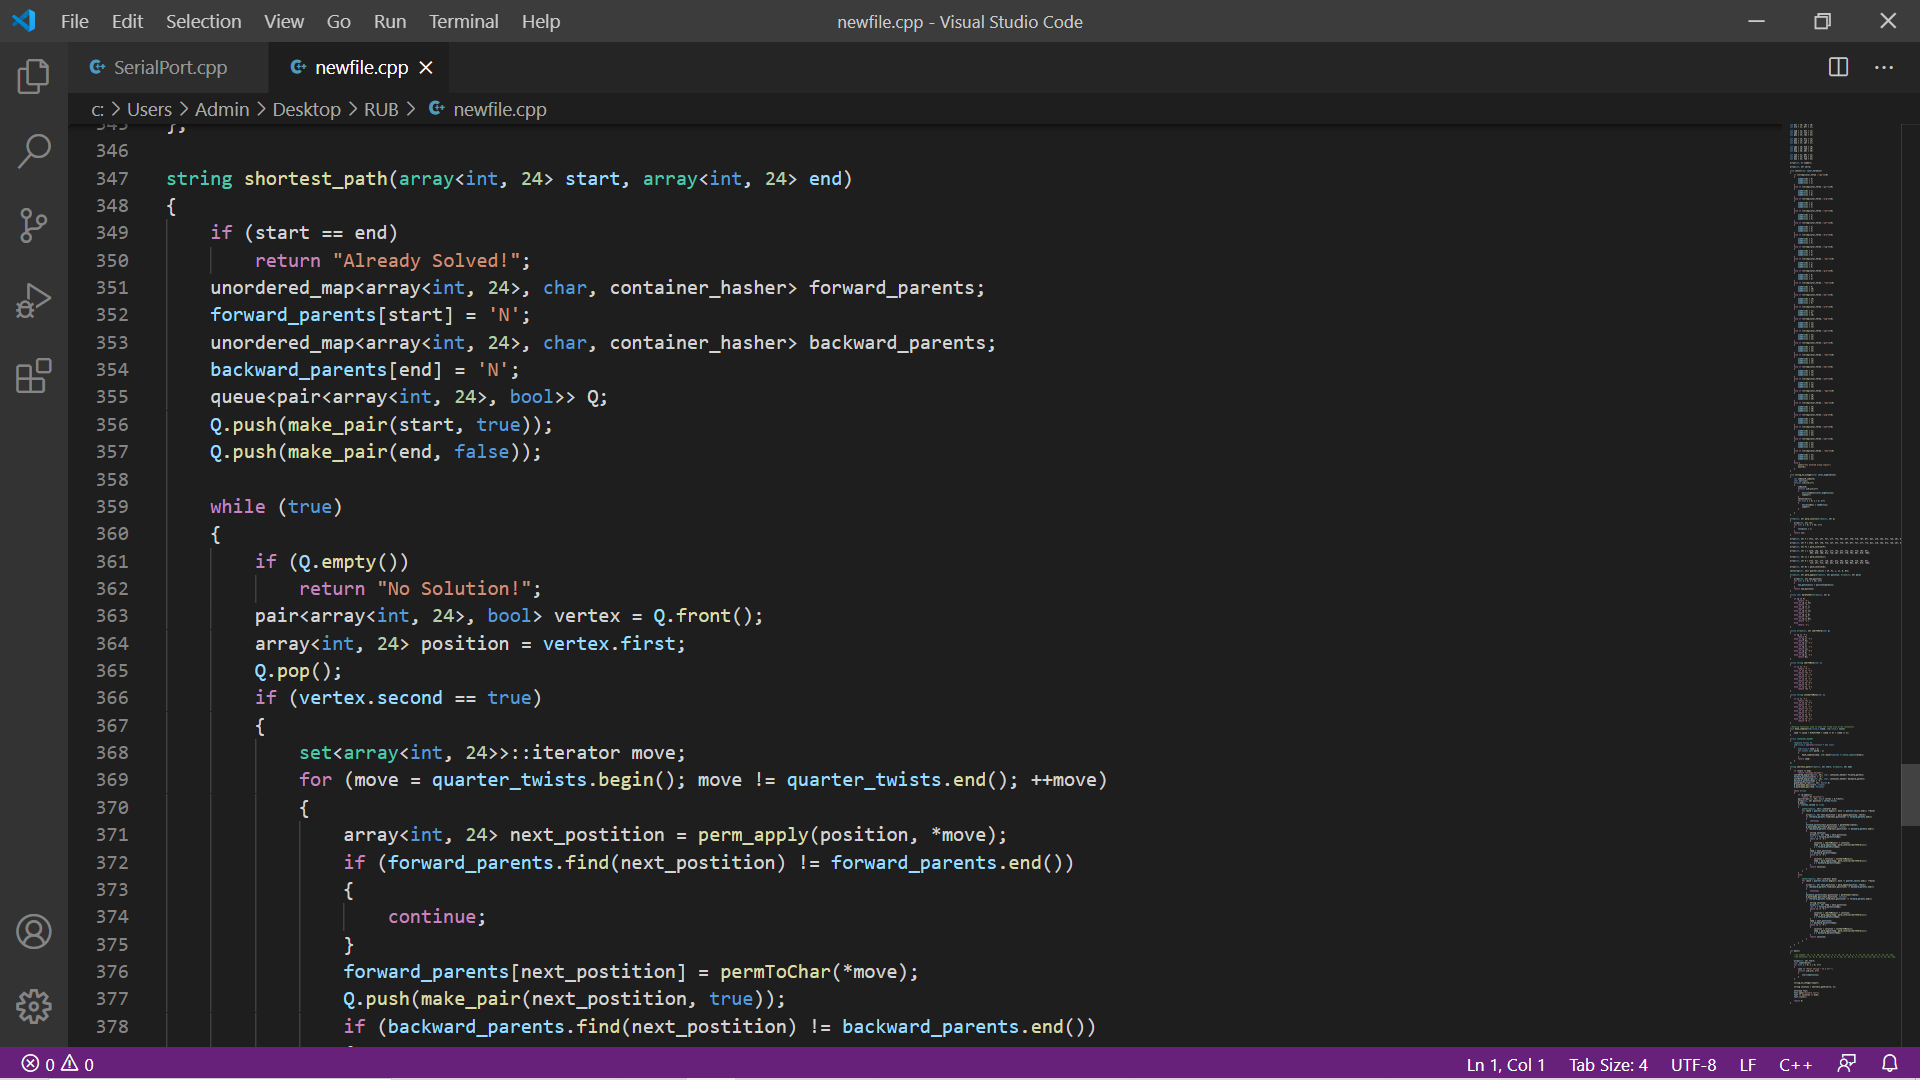 File Edit Selection View Go Run Terminal Help newfile.cpp - Visual Studio Code
SerialPort.cpp newfile.cpp
c: > Users > Admin > Desktop > RUB > newfile.cpp
345 };
346
347 string shortest_path(array<int, 24> start, array<int, 24> end)
348 {
349 if (start == end)
350 return "Already Solved!";
351 unordered_map<array<int, 24>, char, container_hasher> forward_parents;
352 forward_parents[start] = 'N';
353 unordered_map<array<int, 24>, char, container_hasher> backward_parents;
354 backward_parents[end] = 'N';
355 queue<pair<array<int, 24>, bool>> Q;
356 Q.push(make_pair(start, true));
357 Q.push(make_pair(end, false));
358
359 while (true)
360 {
361 if (Q.empty())
362 return "No Solution!";
363 pair<array<int, 24>, bool> vertex = Q.front();
364 array<int, 24> position = vertex.first;
365 Q.pop();
366 if (vertex.second == true)
367 {
368 set<array<int, 24>>::iterator move;
369 for (move = quarter_twists.begin(); move != quarter_twists.end(); ++move)
370 {
371 array<int, 24> next_postition = perm_apply(position, *move);
372 if (forward_parents.find(next_postition) != forward_parents.end())
373 {
374 continue;
375 }
376 forward_parents[next_postition] = permToChar(*move);
377 Q.push(make_pair(next_postition, true));
378 if (backward_parents.find(next_postition) != backward_parents.end())
0 0 Ln 1, Col 1 Tab Size: 4 UTF-8 LF C++